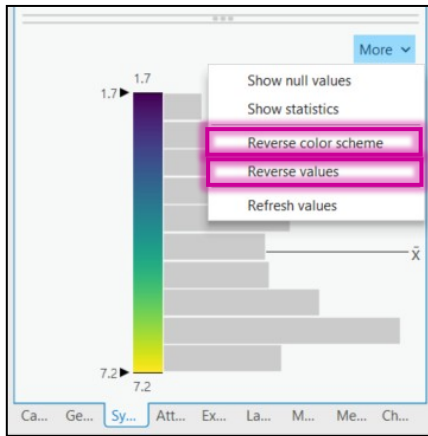 More
1.7
1.7
Show null values
Show statistics
Reverse color scheme
Reverse values
Refresh values
x̄
7.2
7.2
Ca... Ge... Sy... Att... Ex... La... M... Me... Ch...